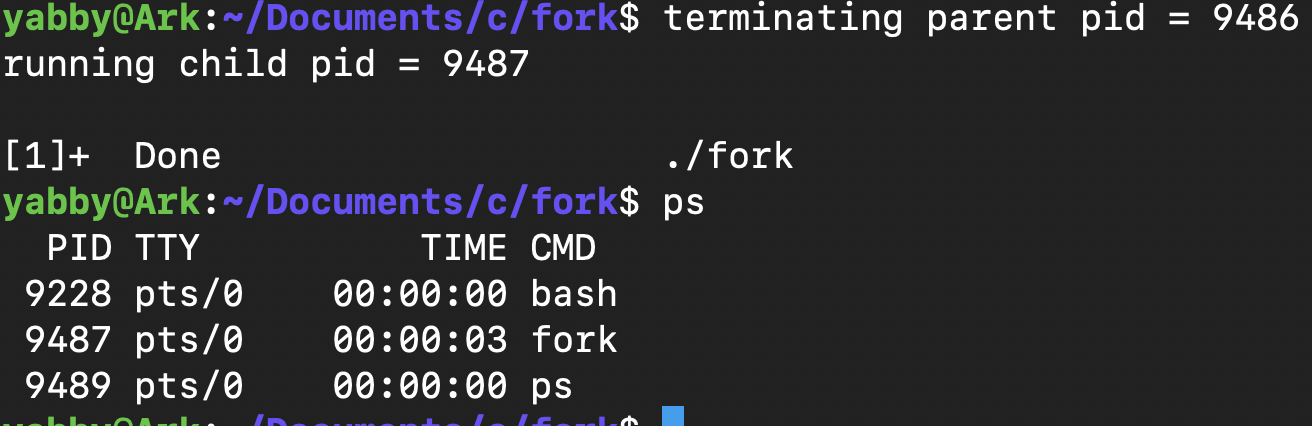 yabby@Ark:~/Documents/c/fork$ terminating parent pid = 9486
running child pid = 9487
[1]+  Done                    ./fork
yabby@Ark:~/Documents/c/fork$ ps
  PID TTY          TIME CMD
 9228 pts/0    00:00:00 bash
 9487 pts/0    00:00:03 fork
 9489 pts/0    00:00:00 ps
yabby@Ark:~/Documents/c/fork$